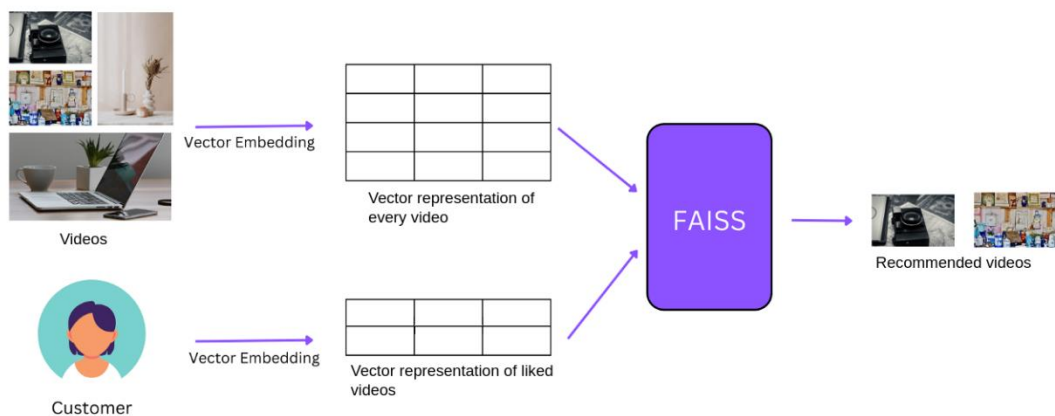 Vector Embedding
Vector representation of
every video
Videos
FAISS
Recommended videos
Vector Embedding
Vector representation of liked
videos
Customer